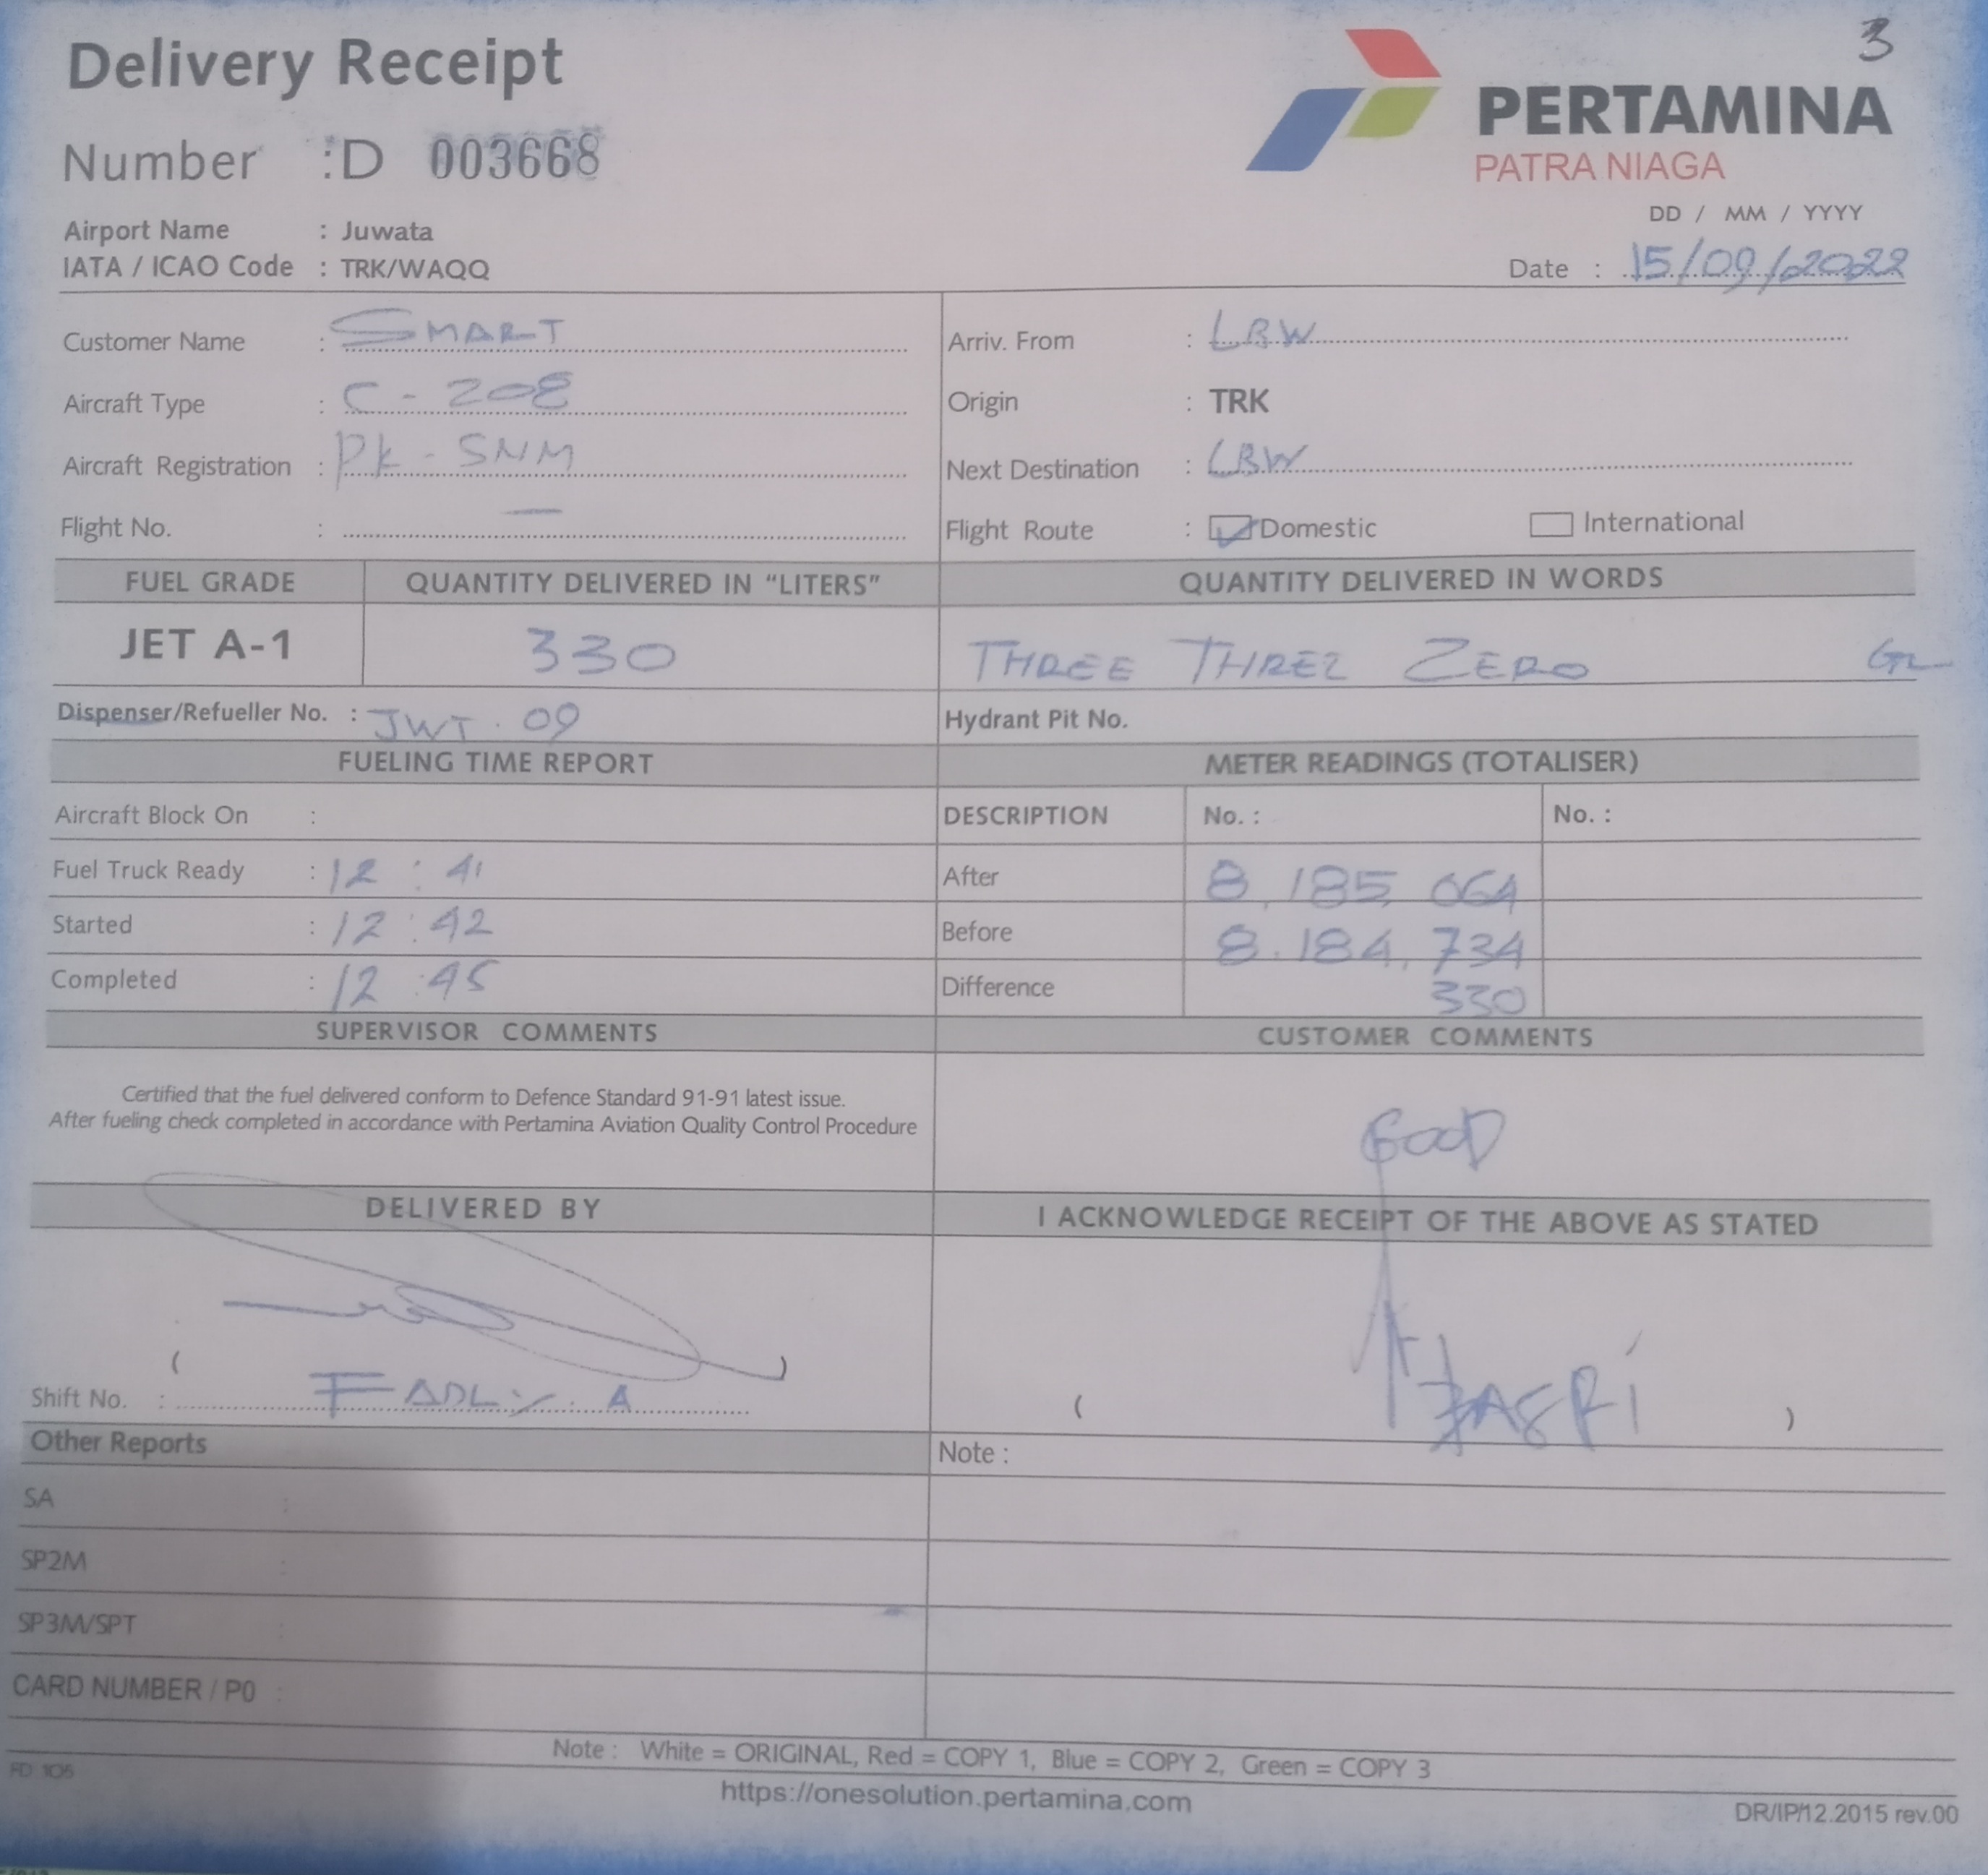 3
Delivery Receipt
PERTAMINA
PATRA NIAGA
Number :D 003668
DD / MM / YYYY
Airport Name : Juwata
IATA / ICAO Code : TRK/WAQQ
Date : 15/09/2022
Customer Name : SMART
Arriv. From : LBW
Aircraft Type : C-208
Origin : TRK
Aircraft Registration : PK-SNM
Next Destination : LBW
Flight No. : —
Flight Route : Domestic International
FUEL GRADE QUANTITY DELIVERED IN “LITERS” QUANTITY DELIVERED IN WORDS
JET A-1 330 THREE THREE ZERO
Dispenser/Refueller No. : JWT. 09 Hydrant Pit No.
FUELING TIME REPORT METER READINGS (TOTALISER)
Aircraft Block On : DESCRIPTION No. : No. :
Fuel Truck Ready : 12 : 41 After 8,185,064
Started : 12 : 42 Before 8.184,734
Completed : 12 :45 Difference 330
SUPERVISOR COMMENTS CUSTOMER COMMENTS
Certified that the fuel delivered conform to Defence Standard 91-91 latest issue.
After fueling check completed in accordance with Pertamina Aviation Quality Control Procedure
GOOD
DELIVERED BY I ACKNOWLEDGE RECEIPT OF THE ABOVE AS STATED
( )
Shift No. : FADLY. A
( )
Other Reports Note :
SA :
SP2M :
SP3M/SPT :
CARD NUMBER / P0 :
Note : White = ORIGINAL, Red = COPY 1, Blue = COPY 2, Green = COPY 3
FD 105
https://onesolution.pertamina.com
DR/IP/12.2015 rev.00